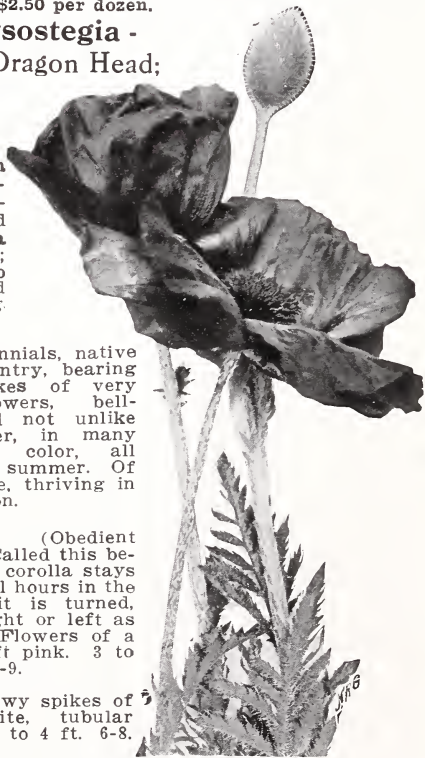 $2.50 per dozen.
ysostegia -
Dragon Head;
d
d
nnials, native
ntry, bearing
kes of very
owers, bell-
l not unlike
er, in many
color, all
summer. Of
e, thriving in
n.
(Obedient
Called this be-
corolla stays
l hours in the
it is turned,
ght or left as
Flowers of a
ft pink. 3 to
-9.
wy spikes of
ite, tubular
to 4 ft. 6-8.